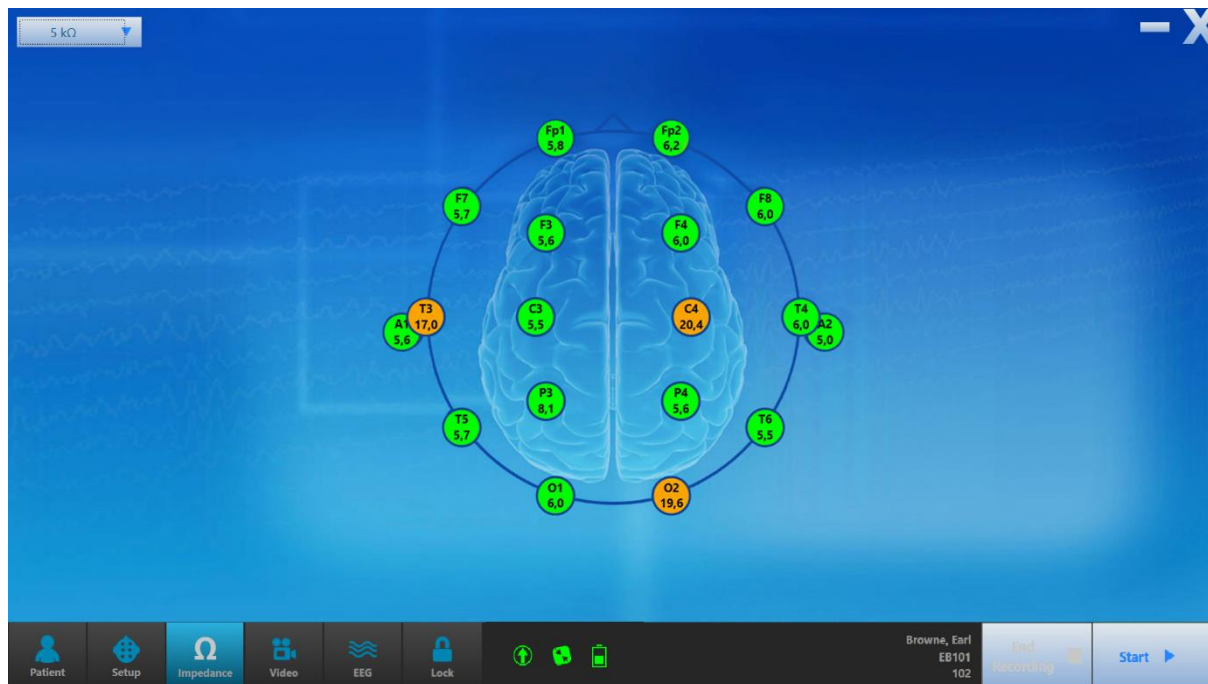 5 kΩ
Fp1
5,8
Fp2
6,2
F7
5,7
F8
6,0
F3
5,6
F4
6,0
A1
5,6
T3
17,0
C3
5,5
C4
20,4
T4
6,0
A2
5,0
P3
8,1
P4
5,6
T5
5,7
T6
5,5
O1
6,0
O2
19,6
Patient
Setup
Ω
Impedance
Video
EEG
Lock
Browne, Earl
EB101
102
End
Recording
Start